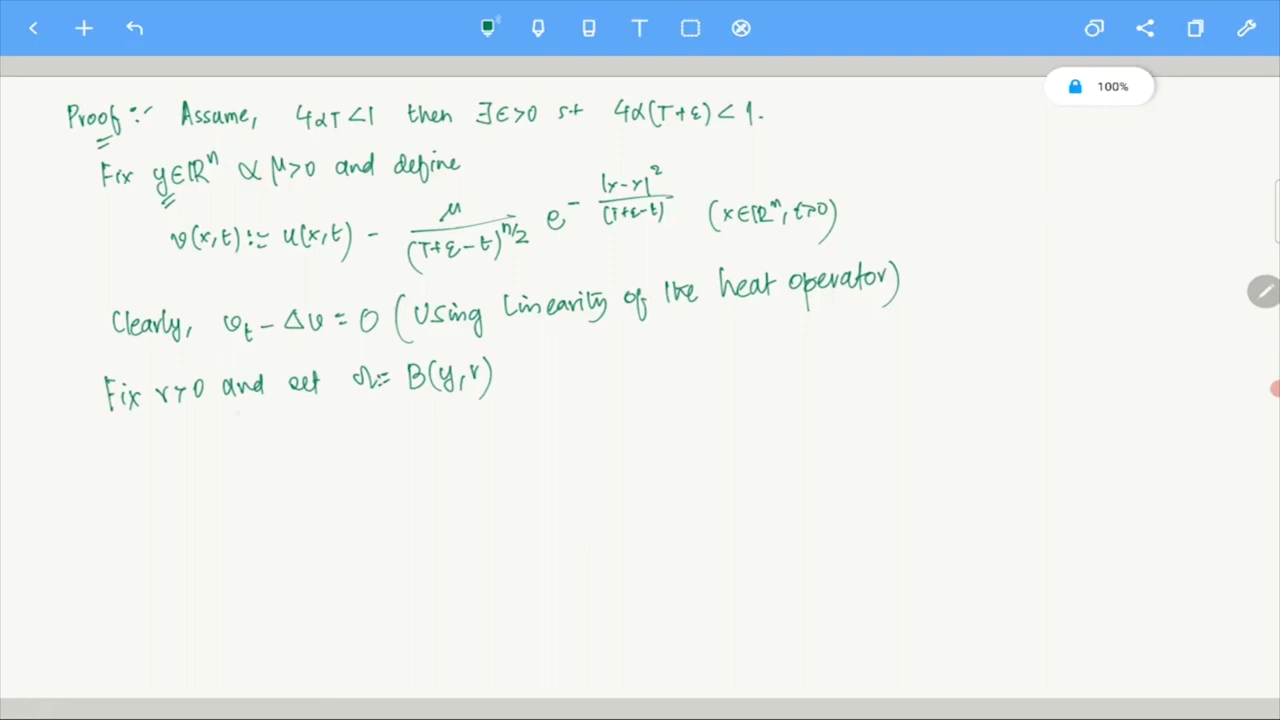 100%
Proof :- Assume, 4αT<1 then ∃ε>0 s.t 4α(T+ε)<1.
Fix y∈ℝⁿ & μ>0 and define
v(x,t) := u(x,t) - μ/(T+ε-t)^{n/2} e^{-|x-y|²/(T+ε-t)} (x∈ℝⁿ, t>0)
Clearly, v_t - Δv = 0 (Using Linearity of the heat operator)
Fix r>0 and set Ω:= B(y,r)